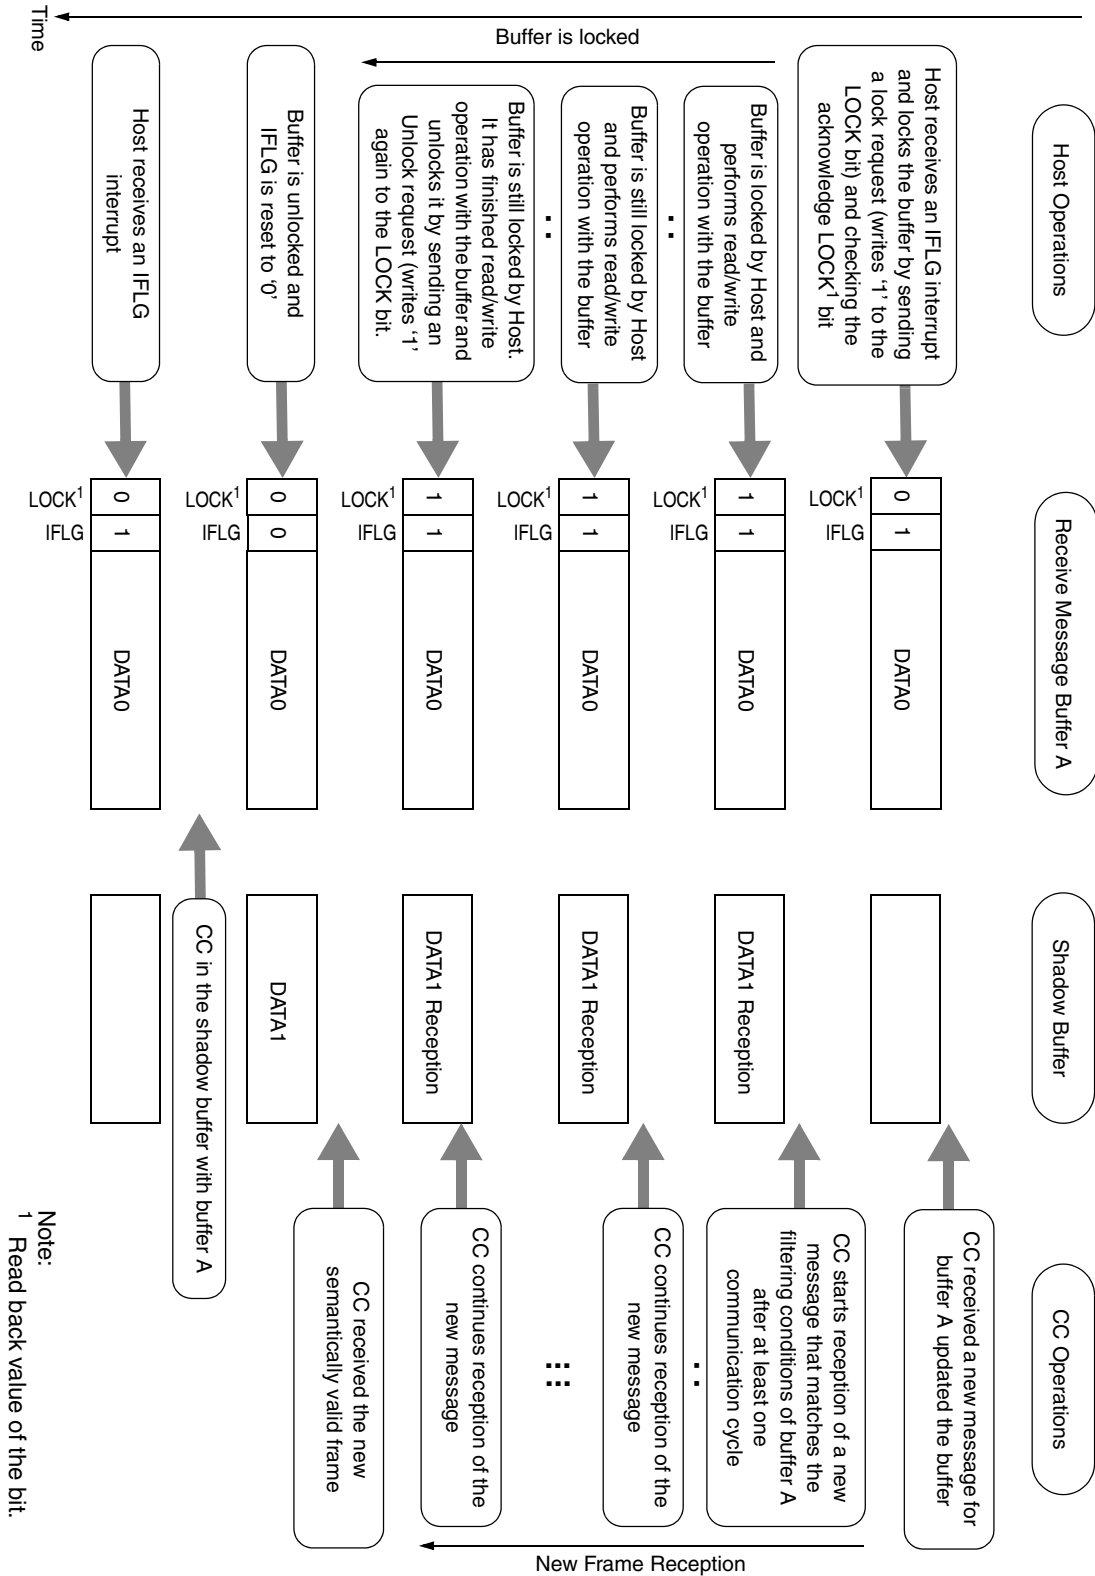 Host Operations
Receive Message Buffer A
Shadow Buffer
CC Operations
Host receives an IFLG interrupt
and locks the buffer by sending
a lock request (writes ‘1’ to the
LOCK bit) and checking the
acknowledge LOCK1 bit
LOCK1
0
IFLG
1
DATA0
CC received a new message for
buffer A updated the buffer
Buffer is locked by Host and
performs read/write
operation with the buffer
LOCK1
1
IFLG
1
DATA0
DATA1 Reception
CC starts reception of a new
message that matches the
filtering conditions of buffer A
after at least one
communication cycle
Buffer is still locked by Host
and performs read/write
operation with the buffer
LOCK1
1
IFLG
1
DATA0
DATA1 Reception
CC continues reception of the
new message
Buffer is still locked by Host.
It has finished read/write
operation with the buffer and
unlocks it by sending an
Unlock request (writes ‘1’
again to the LOCK bit.
LOCK1
1
IFLG
1
DATA0
DATA1 Reception
CC continues reception of the
new message
Buffer is unlocked and
IFLG is reset to ‘0’
LOCK1
0
IFLG
0
DATA0
DATA1
CC received the new
semantically valid frame
CC in the shadow buffer with buffer A
Host receives an IFLG
interrupt
LOCK1
0
IFLG
1
DATA0
Buffer is locked
New Frame Reception
Time
Note:
1 Read back value of the bit.